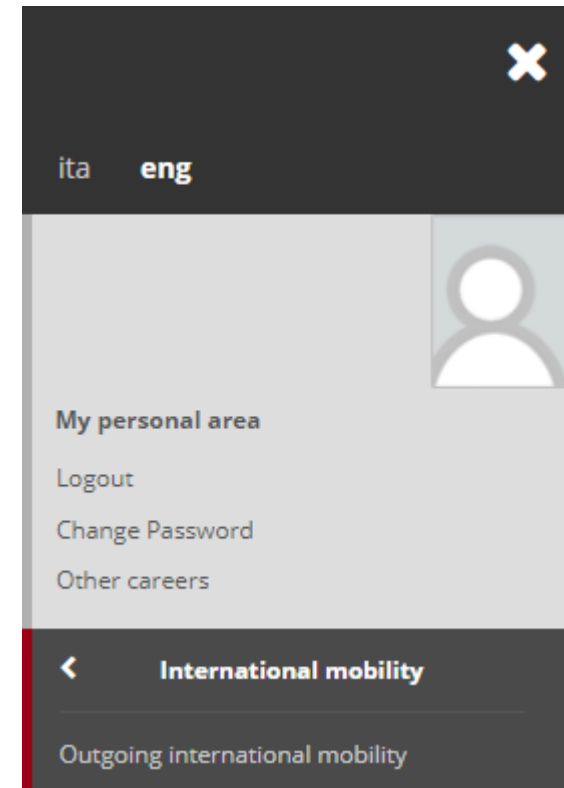 ita eng
My personal area
Logout
Change Password
Other careers
International mobility
Outgoing international mobility